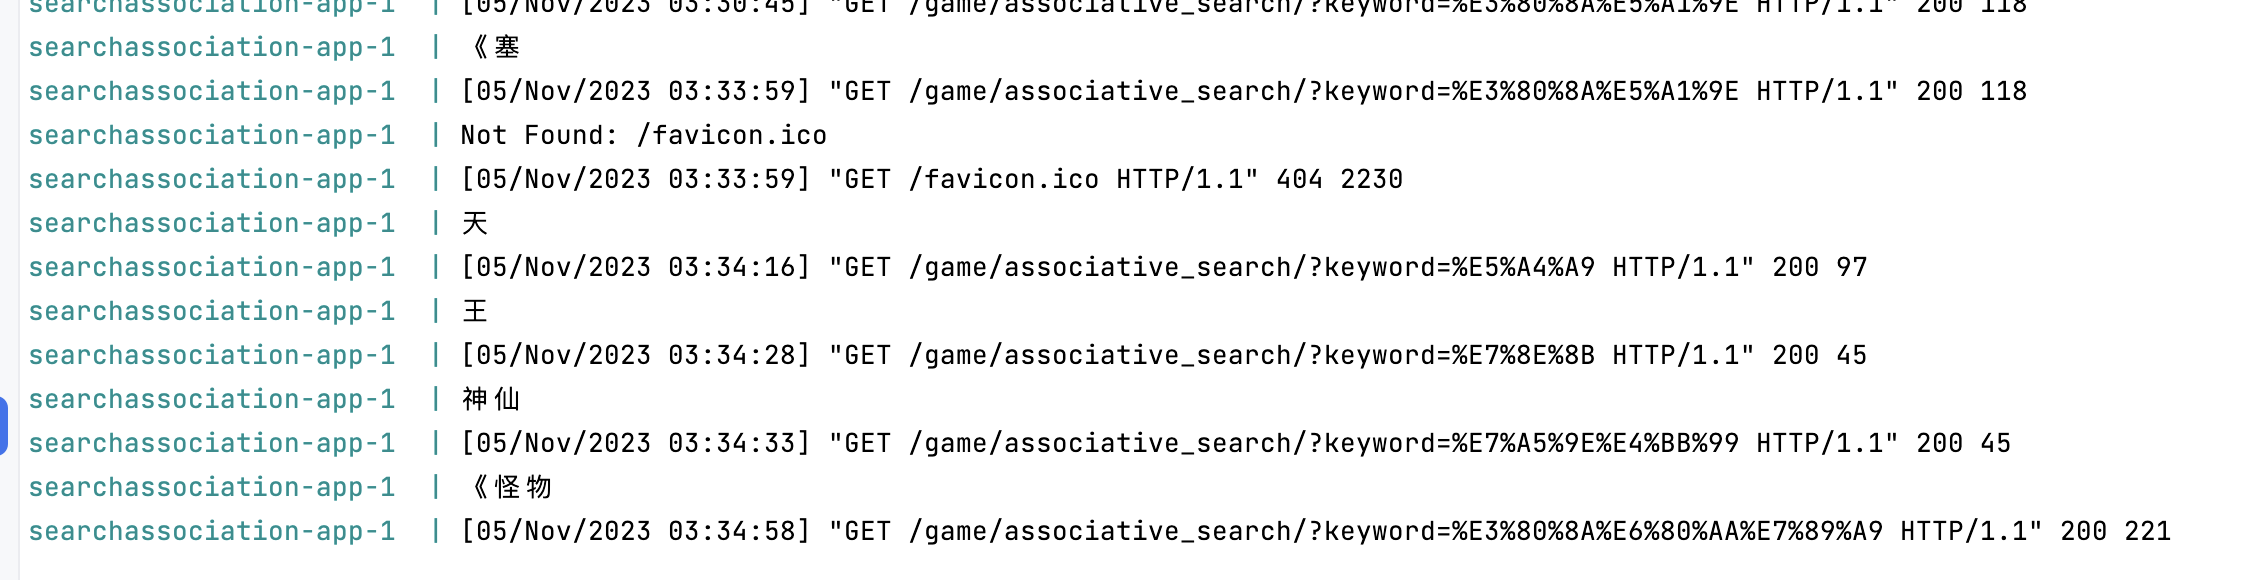 searchassociation-app-1  | [05/Nov/2023 03:30:45] "GET /game/associative_search/?keyword=%E3%80%8A%E5%A1%9E HTTP/1.1" 200 118
searchassociation-app-1  | 《塞
searchassociation-app-1  | [05/Nov/2023 03:33:59] "GET /game/associative_search/?keyword=%E3%80%8A%E5%A1%9E HTTP/1.1" 200 118
searchassociation-app-1  | Not Found: /favicon.ico
searchassociation-app-1  | [05/Nov/2023 03:33:59] "GET /favicon.ico HTTP/1.1" 404 2230
searchassociation-app-1  | 天
searchassociation-app-1  | [05/Nov/2023 03:34:16] "GET /game/associative_search/?keyword=%E5%A4%A9 HTTP/1.1" 200 97
searchassociation-app-1  | 王
searchassociation-app-1  | [05/Nov/2023 03:34:28] "GET /game/associative_search/?keyword=%E7%8E%8B HTTP/1.1" 200 45
searchassociation-app-1  | 神仙
searchassociation-app-1  | [05/Nov/2023 03:34:33] "GET /game/associative_search/?keyword=%E7%A5%9E%E4%BB%99 HTTP/1.1" 200 45
searchassociation-app-1  | 《怪物
searchassociation-app-1  | [05/Nov/2023 03:34:58] "GET /game/associative_search/?keyword=%E3%80%8A%E6%80%AA%E7%89%A9 HTTP/1.1" 200 221